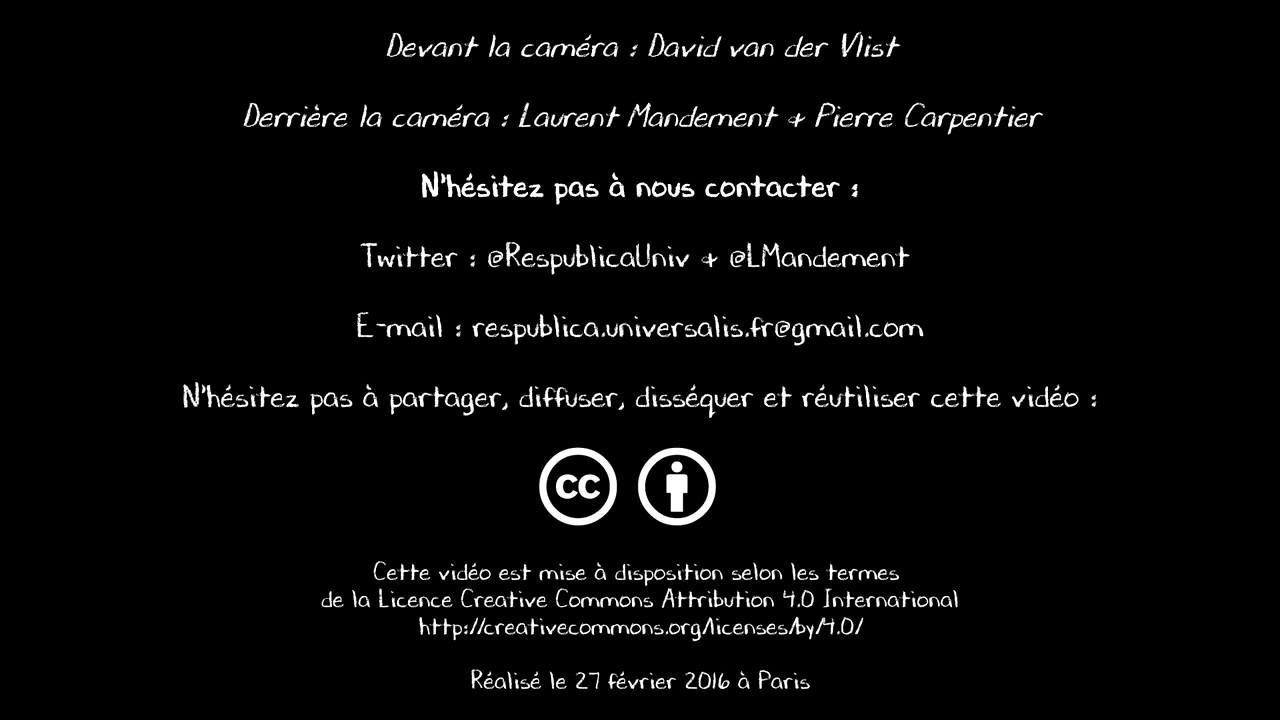 Devant la caméra : David van der Vlist
Derrière la caméra : Laurent Mandement & Pierre Carpentier
N'hésitez pas à nous contacter :
Twitter : @RespublicaUniv & @LMandement
E-mail : respublica.universalis.fr@gmail.com
N'hésitez pas à partager, diffuser, disséquer et réutiliser cette vidéo :
cc
Cette vidéo est mise à disposition selon les termes
de la Licence Creative Commons Attribution 4.0 International
http://creativecommons.org/licenses/by/4.0/
Réalisé le 27 février 2016 à Paris